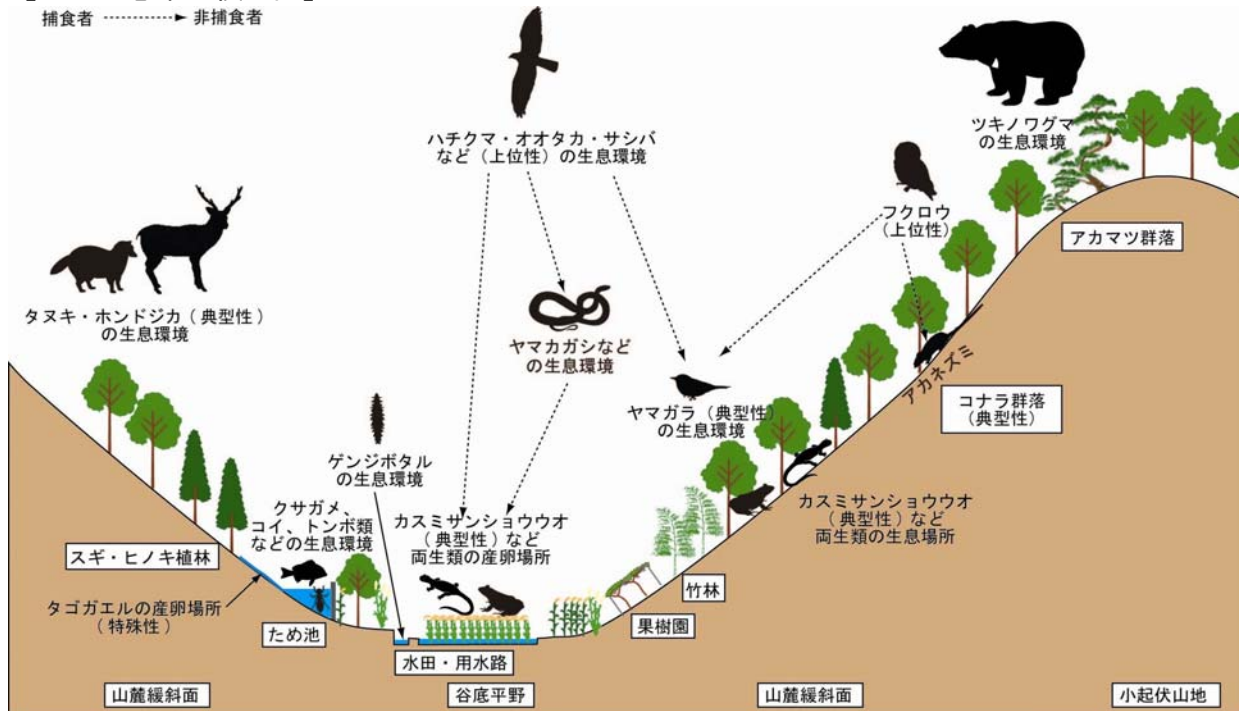 捕食者 ---------▶ 非捕食者
ツキノワグマ
の生息環境
ハチクマ・オオタカ・サシバ
など（上位性）の生息環境
フクロウ
（上位性）
アカマツ群落
タヌキ・ホンドジカ（典型性）
の生息環境
ヤマカガシなど
の生息環境
アカネズミ
コナラ群落
（典型性）
ヤマガラ（典型性）
の生息環境
ゲンジボタル
の生息環境
クサガメ、
コイ、トンボ類
などの生息環境
カスミサンショウウオ
（典型性）など
両生類の産卵場所
カスミサンショウウオ
（典型性）など
両生類の生息場所
スギ・ヒノキ植林
タゴガエルの産卵場所
（特殊性）
ため池
竹林
果樹園
水田・用水路
山麓緩斜面
谷底平野
山麓緩斜面
小起伏山地